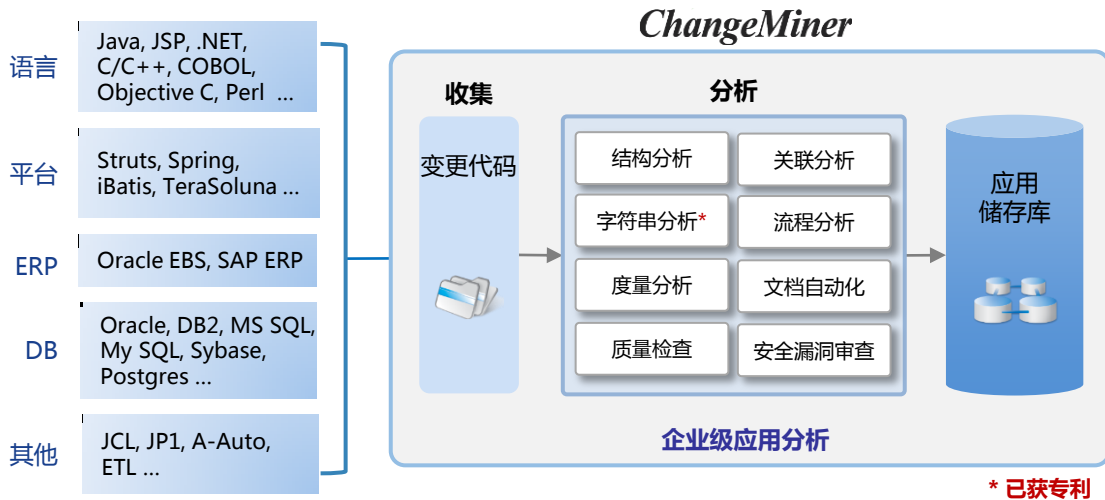 ChangeMiner
语言
Java, JSP, .NET,
C/C++, COBOL,
Objective C, Perl ...
平台
Struts, Spring,
iBatis, TeraSoluna ...
ERP
Oracle EBS, SAP ERP
DB
Oracle, DB2, MS SQL,
My SQL, Sybase,
Postgres ...
其他
JCL, JP1, A-Auto,
ETL ...
收集
变更代码
分析
结构分析
关联分析
字符串分析*
流程分析
度量分析
文档自动化
质量检查
安全漏洞审查
应用
储存库
企业级应用分析
* 已获专利